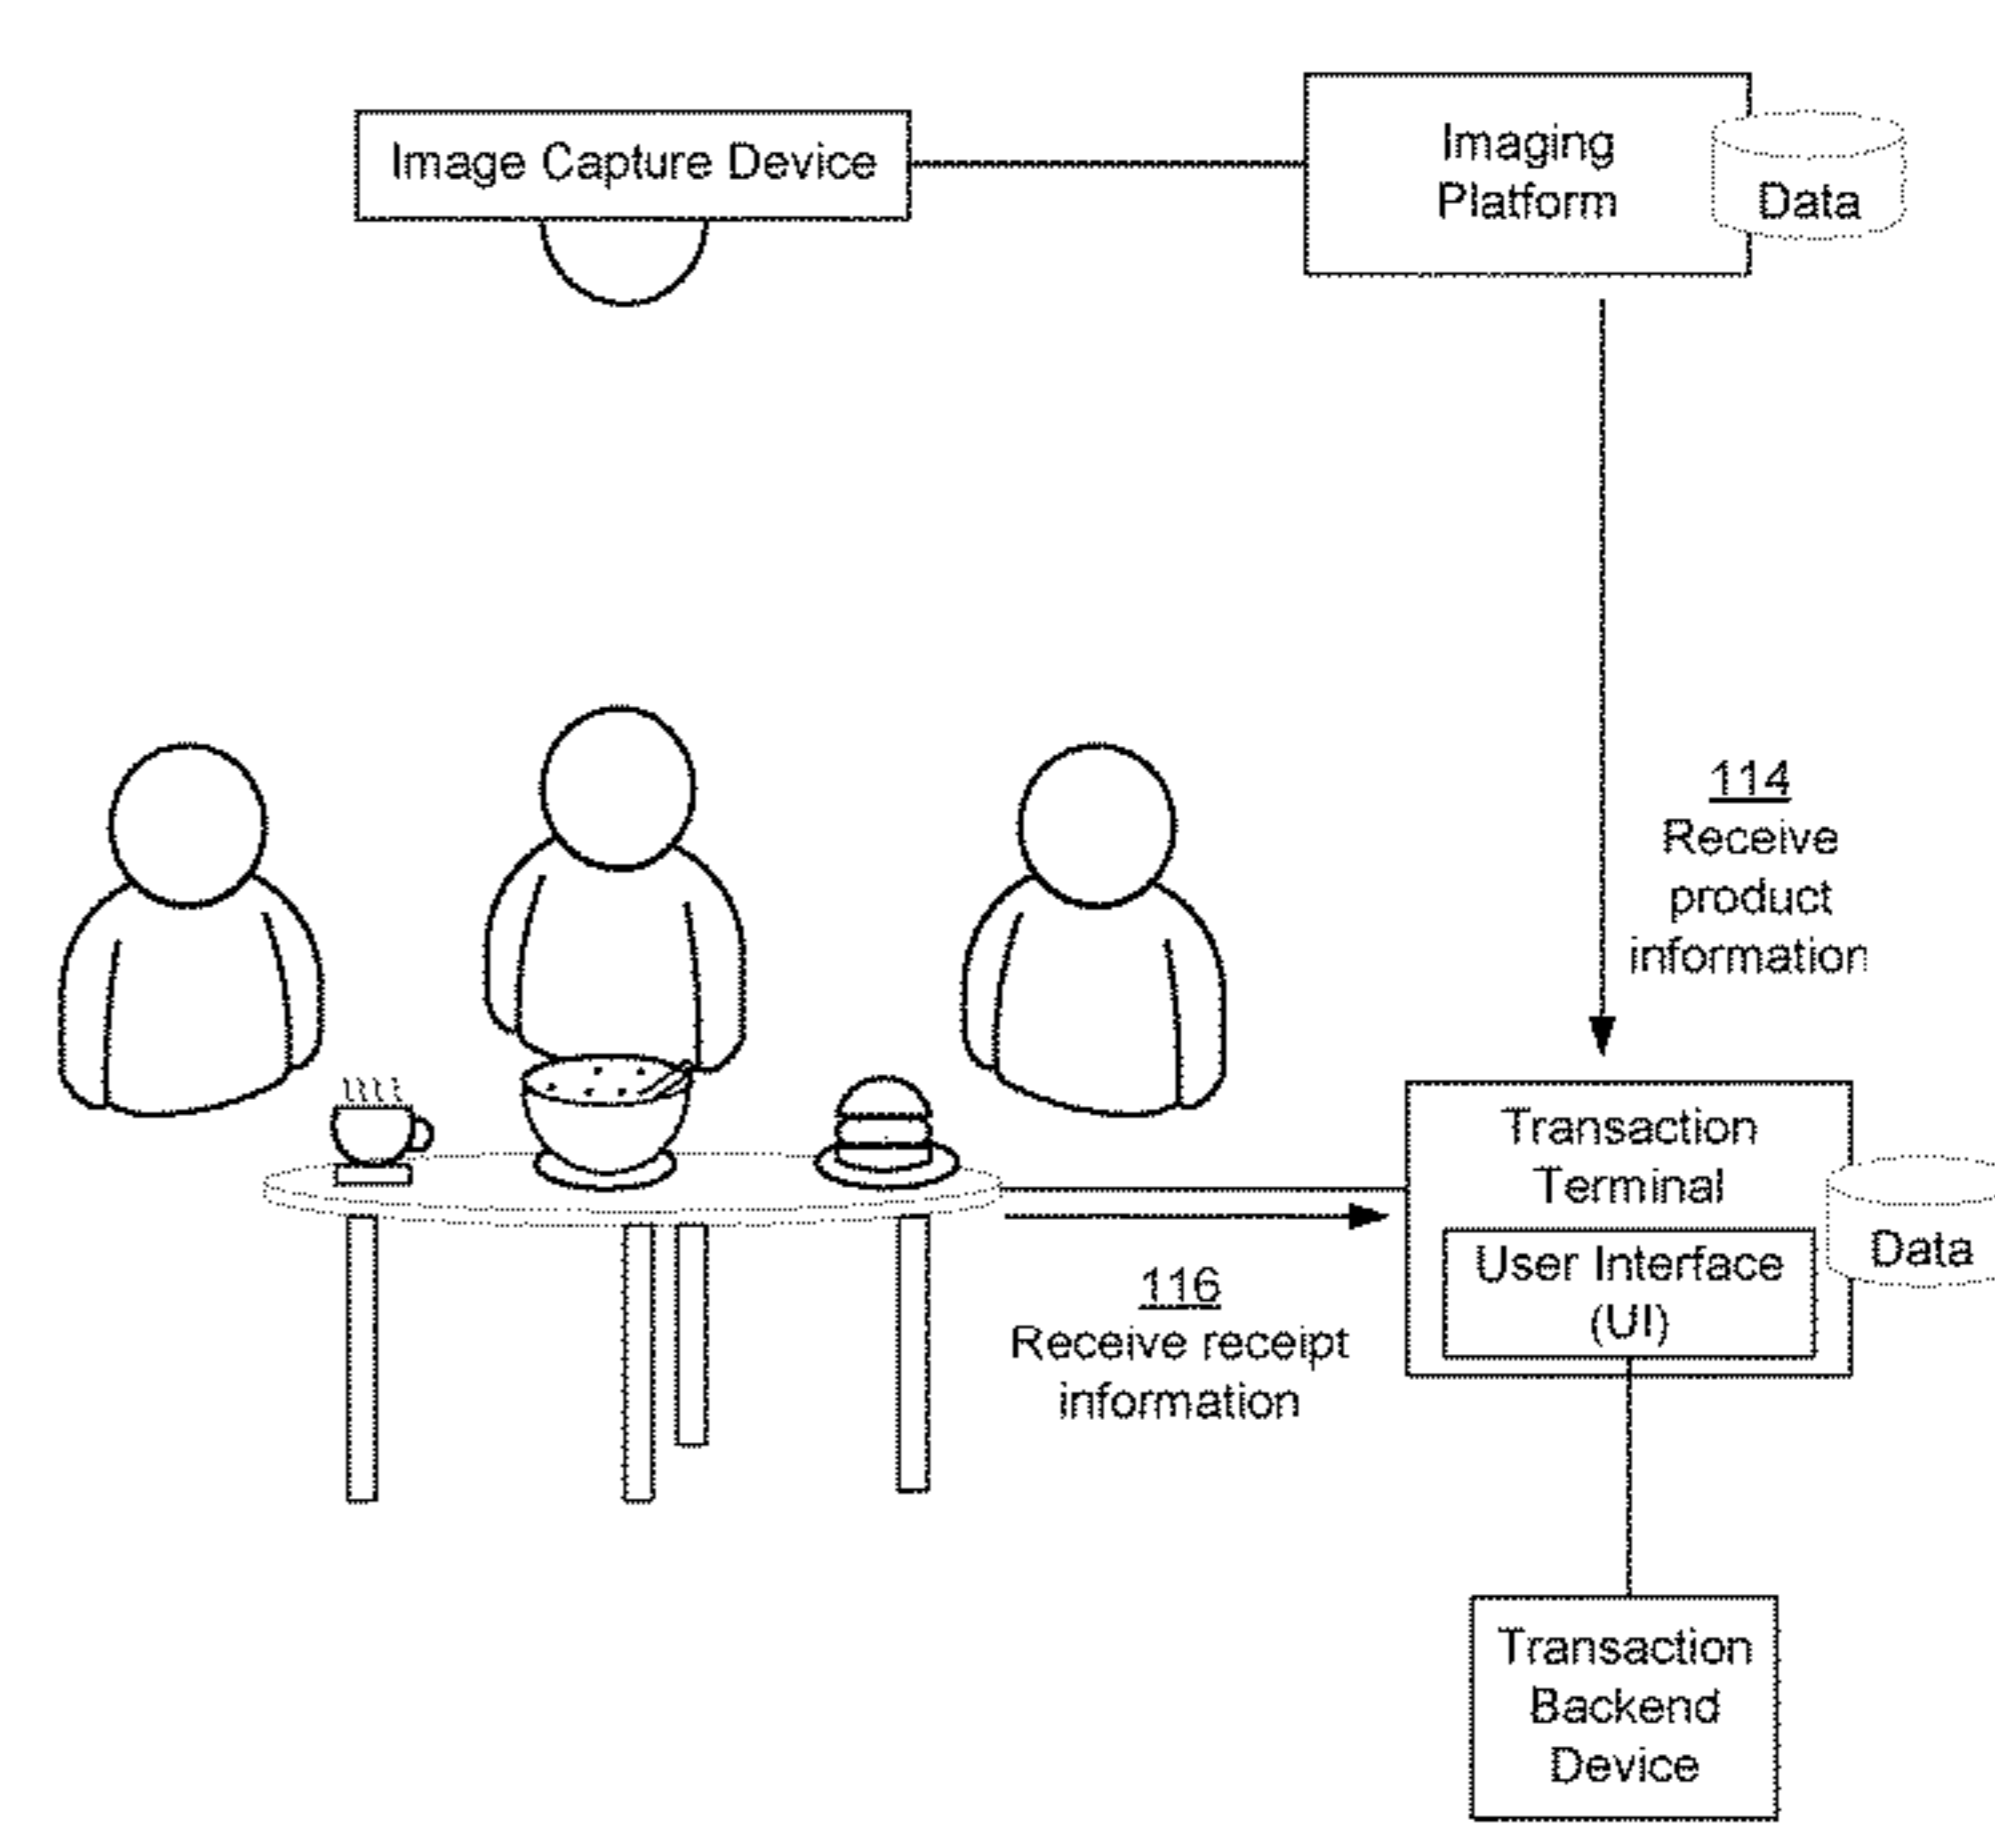 Image Capture Device
Imaging
Platform
Data
114
Receive
product
information
Transaction
Terminal
User Interface
(UI)
Data
116
Receive receipt
information
Transaction
Backend
Device